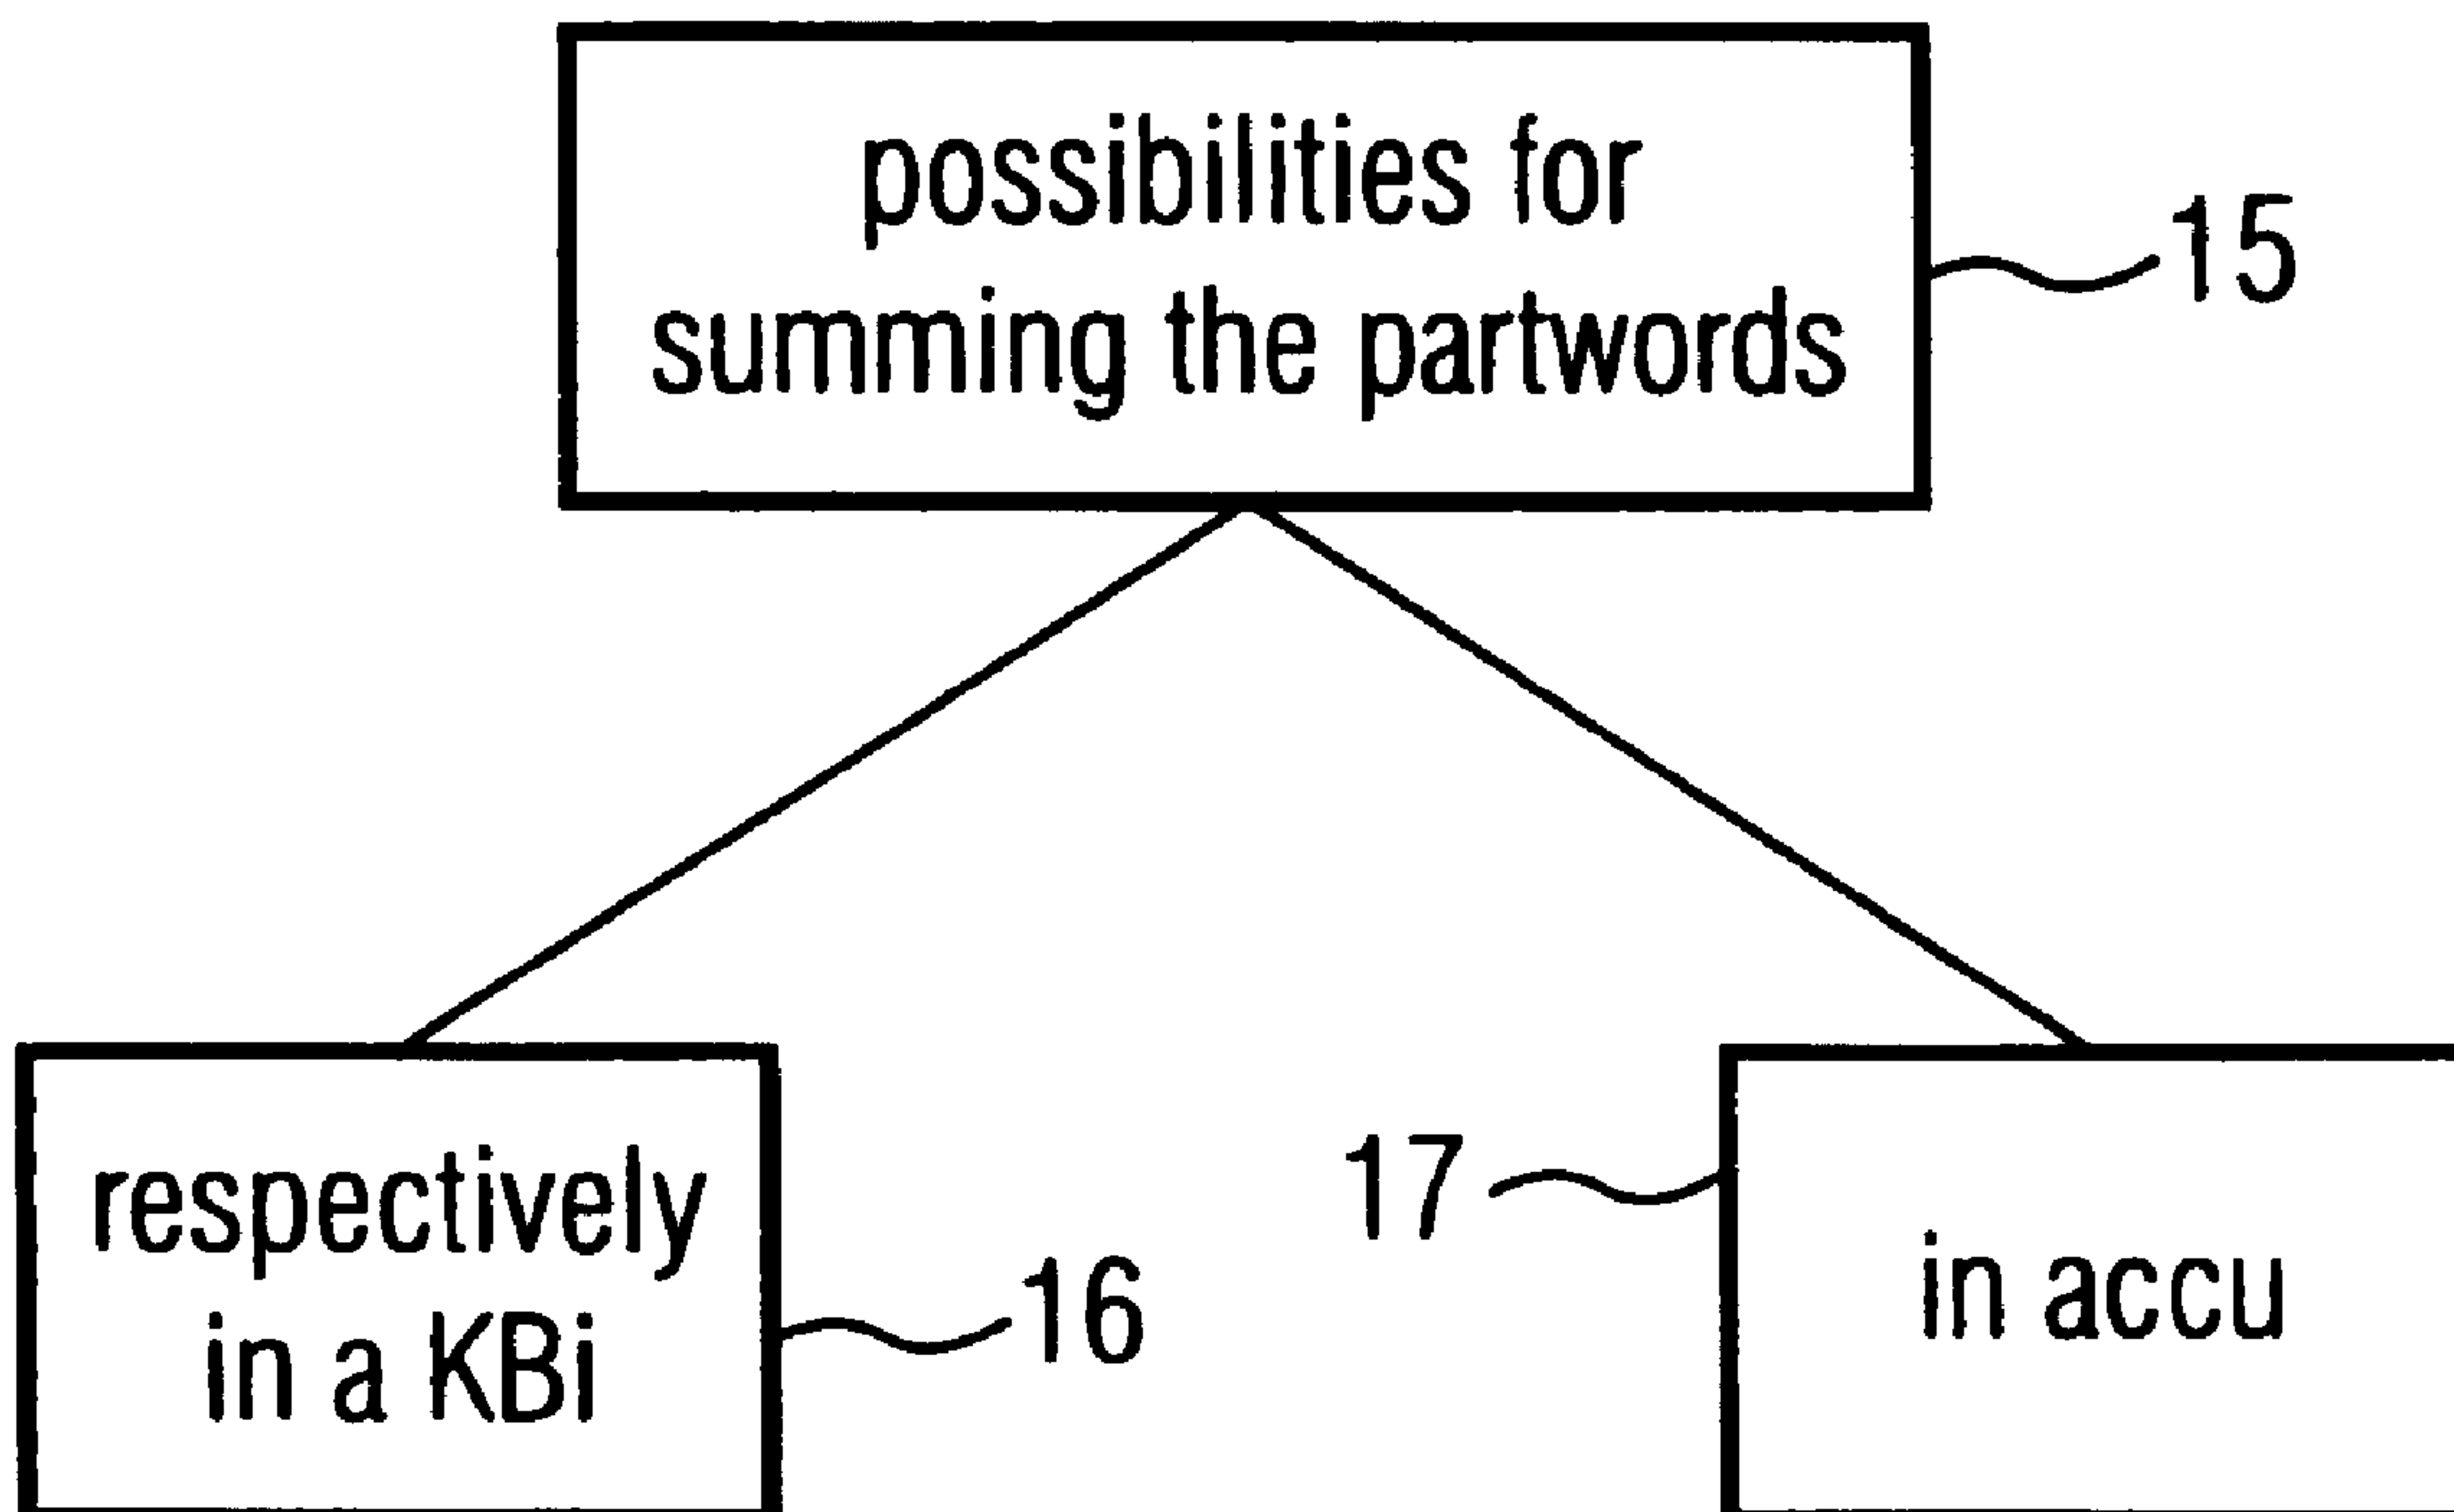 possibilities for
summing the partwords
15
respectively
in a KBi
16
17
in accu